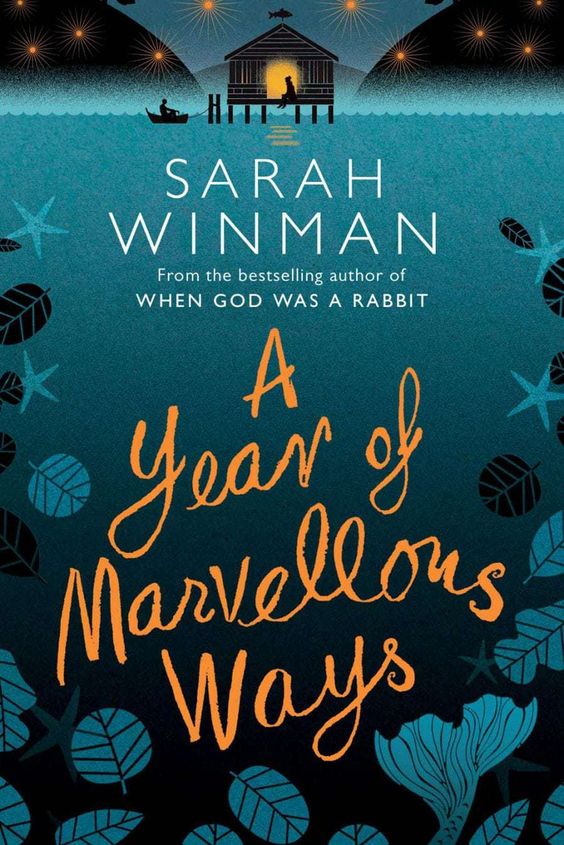 SARAH
WINMAN
From the bestselling author of
WHEN GOD WAS A RABBIT
A
Year of
Marvellous
Ways